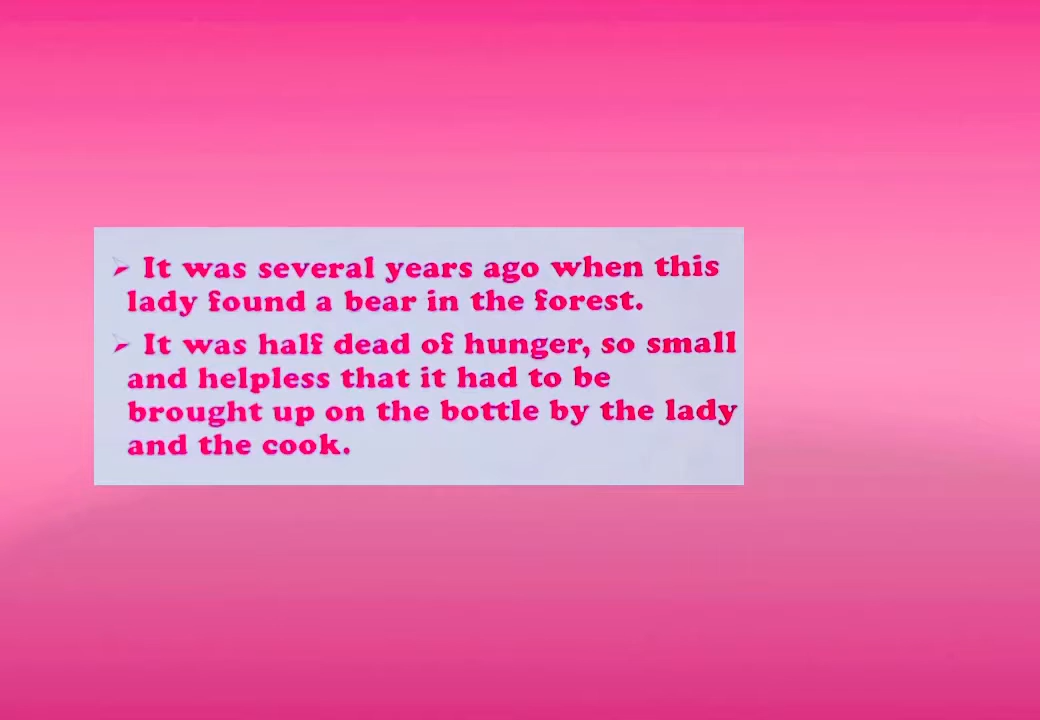 ➢ It was several years ago when this
lady found a bear in the forest.
➢ It was half dead of hunger, so small
and helpless that it had to be
brought up on the bottle by the lady
and the cook.